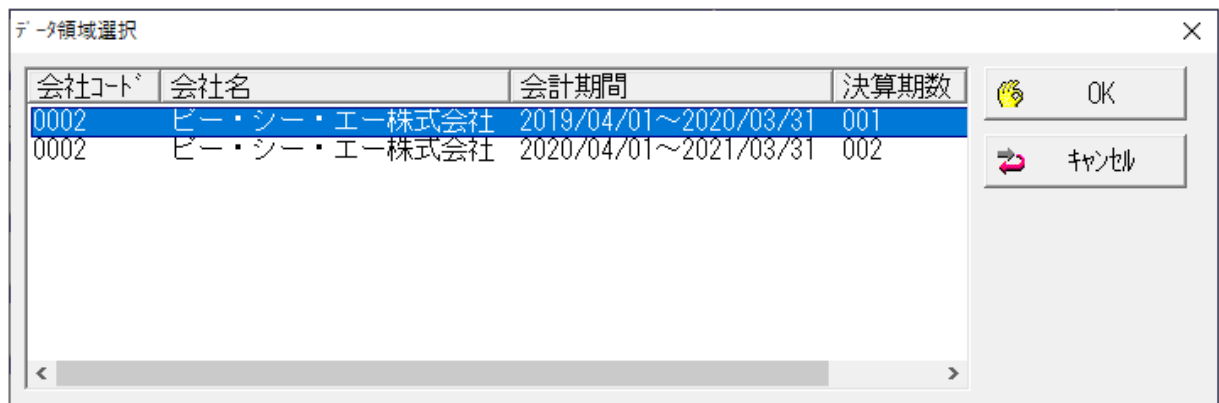 データ領域選択
会社コード 会社名 会計期間 決算期数
0002 ビー・シー・エー株式会社 2019/04/01～2020/03/31 001
0002 ビー・シー・エー株式会社 2020/04/01～2021/03/31 002
OK
キャンセル